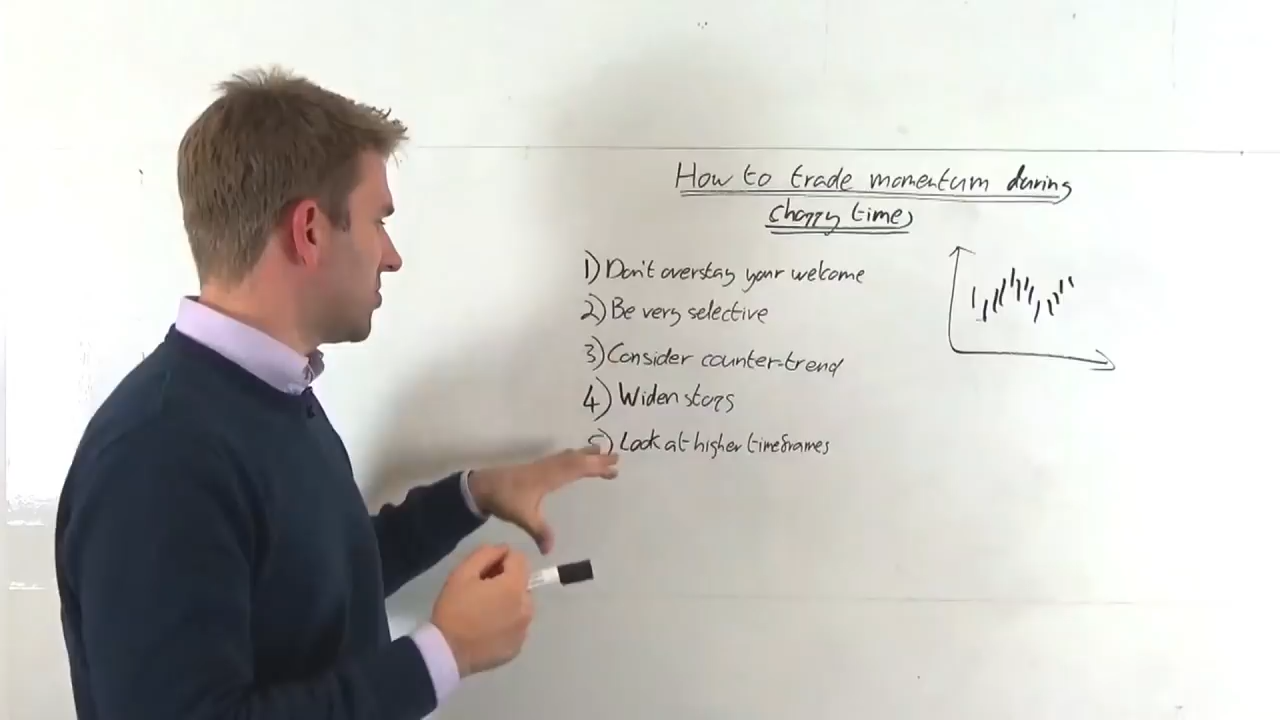 How to trade momentum during
choppy times
1) Don't overstay your welcome
2) Be very selective
3) Consider counter-trend
4) Widen stops
5) Look at higher timeframes